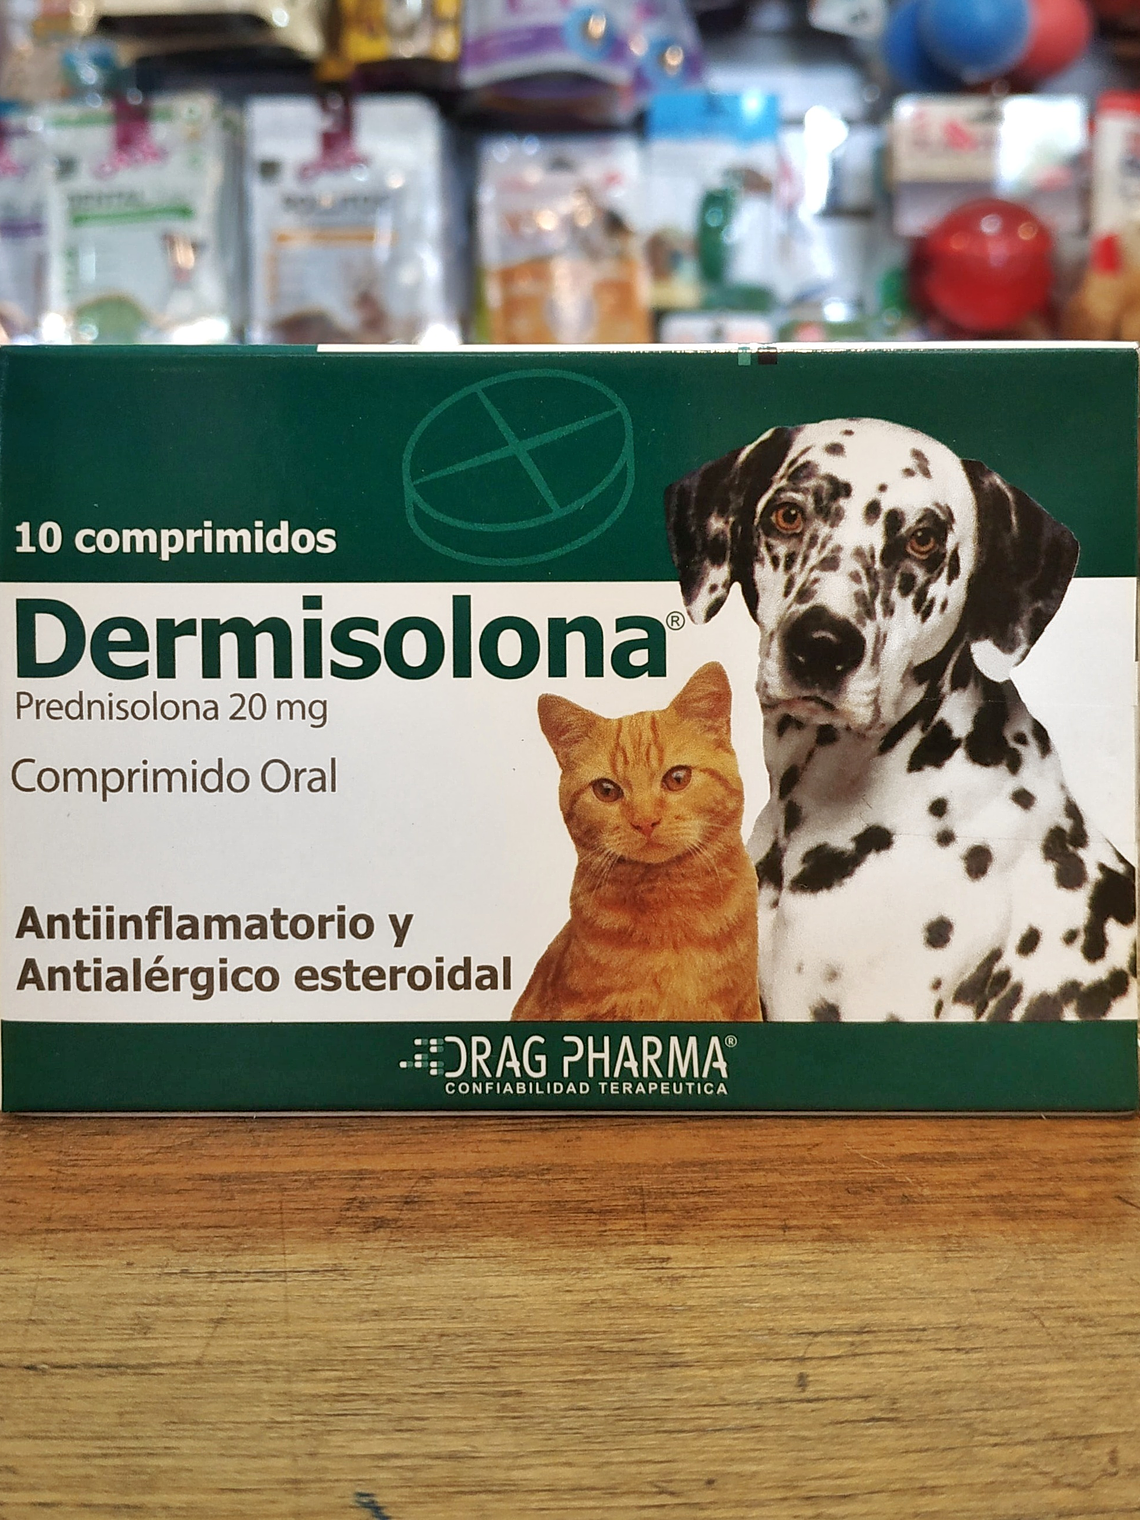 10 comprimidos
Dermisolona®
Prednisolona 20 mg
Comprimido Oral
Antiinflamatorio y
Antialérgico esteroidal
DRAG PHARMA®
CONFIABILIDAD TERAPEUTICA